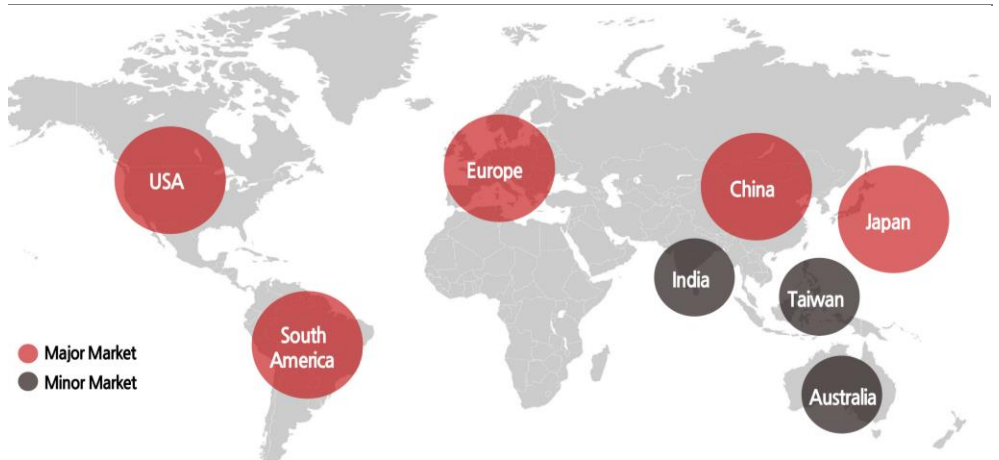 USA
Europe
China
Japan
India
Taiwan
South
America
Australia
Major Market
Minor Market